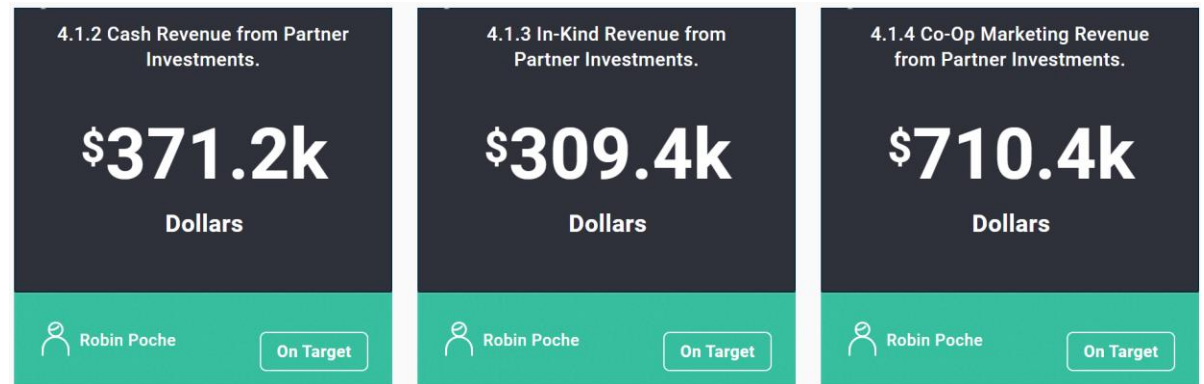 4.1.2 Cash Revenue from Partner
Investments.
$371.2k
Dollars
Robin Poche
On Target
4.1.3 In-Kind Revenue from
Partner Investments.
$309.4k
Dollars
Robin Poche
On Target
4.1.4 Co-Op Marketing Revenue
from Partner Investments.
$710.4k
Dollars
Robin Poche
On Target